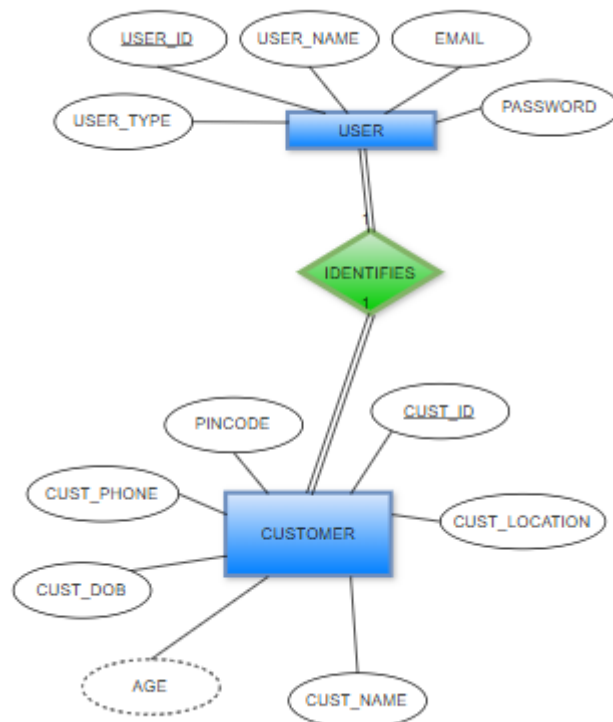 USER_ID
USER_NAME
EMAIL
USER_TYPE
PASSWORD
USER
1
IDENTIFIES
1
PINCODE
CUST_ID
CUST_PHONE
CUSTOMER
CUST_LOCATION
CUST_DOB
AGE
CUST_NAME